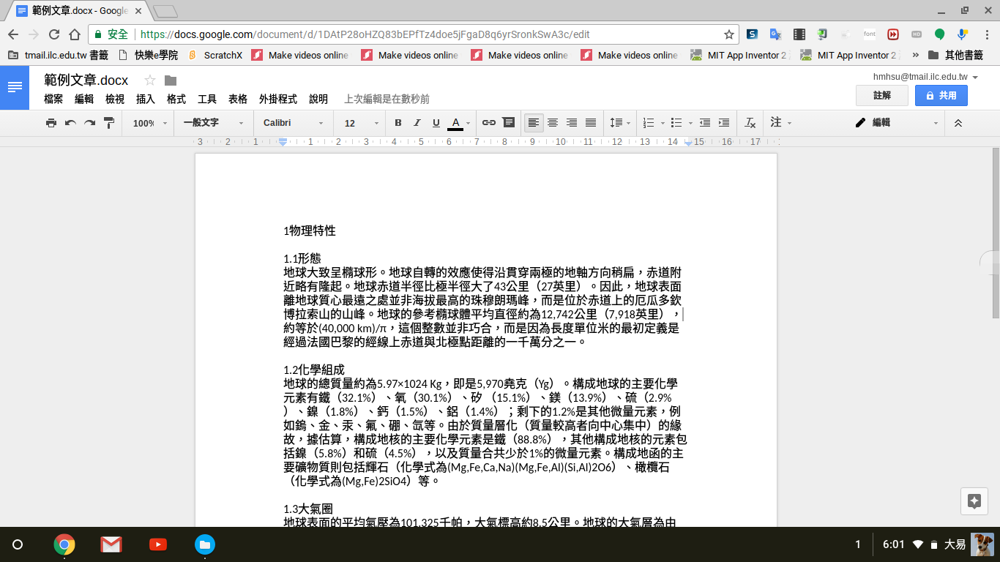 範例文章.docx - Google
安全 https://docs.google.com/document/d/1DAtP28oHZQ83bEPfTz4doe5jFgaD8q6yrSronkSwA3c/edit
tmail.ilc.edu.tw 書籤 快樂e學院 ScratchX Make videos online Make videos online Make videos online Make videos online MIT App Inventor 2 MIT App Inventor 2 » 其他書籤
範例文章.docx
hmhsu@tmail.ilc.edu.tw
檔案 編輯 檢視 插入 格式 工具 表格 外掛程式 說明 上次編輯是在數秒前
註解 共用
100% 一般文字 Calibri 12 B I U A 注 編輯
3 2 1 1 2 3 4 5 6 7 8 9 10 11 12 13 14 15 16 17
1物理特性
1.1形態
地球大致呈橢球形。地球自轉的效應使得沿貫穿兩極的地軸方向稍扁，赤道附
近略有隆起。地球赤道半徑比極半徑大了43公里（27英里）。因此，地球表面
離地球質心最遠之處並非海拔最高的珠穆朗瑪峰，而是位於赤道上的厄瓜多欽
博拉索山的山峰。地球的參考橢球體平均直徑約為12,742公里（7,918英里），
約等於(40,000 km)/π，這個整數並非巧合，而是因為長度單位米的最初定義是
經過法國巴黎的經線上赤道與北極點距離的一千萬分之一。
1.2化學組成
地球的總質量約為5.97×1024 Kg，即是5,970堯克（Yg）。構成地球的主要化學
元素有鐵（32.1%）、氧（30.1%）、矽 （15.1%）、鎂（13.9%）、硫（2.9%
）、鎳（1.8%）、鈣（1.5%）、鋁（1.4%）；剩下的1.2%是其他微量元素，例
如鎢、金、汞、氟、硼、氙等。由於質量層化（質量較高者向中心集中）的緣
故，據估算，構成地核的主要化學元素是鐵（88.8%），其他構成地核的元素包
括鎳（5.8%）和硫（4.5%），以及質量合共少於1%的微量元素。構成地函的主
要礦物質則包括輝石（化學式為(Mg,Fe,Ca,Na)(Mg,Fe,Al)(Si,Al)2O6）、橄欖石
（化學式為(Mg,Fe)2SiO4）等。
1.3大氣圈
地球表面的平均氣壓為101.325千帕，大氣標高約8.5公里。地球的大氣層為由
1 6:01 大易